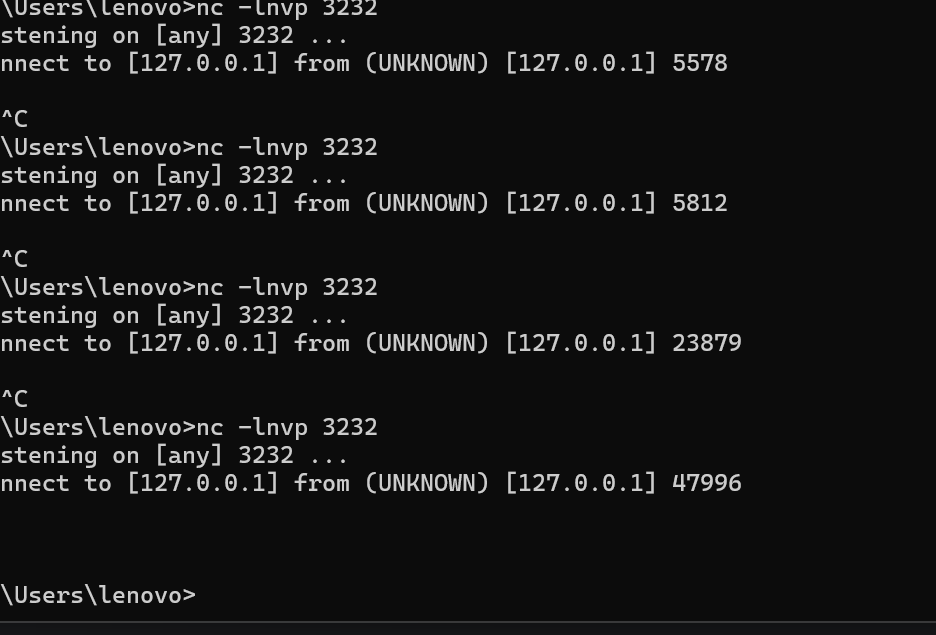 \Users\lenovo>nc -lnvp 3232
stening on [any] 3232 ...
nnect to [127.0.0.1] from (UNKNOWN) [127.0.0.1] 5578
^C
\Users\lenovo>nc -lnvp 3232
stening on [any] 3232 ...
nnect to [127.0.0.1] from (UNKNOWN) [127.0.0.1] 5812
^C
\Users\lenovo>nc -lnvp 3232
stening on [any] 3232 ...
nnect to [127.0.0.1] from (UNKNOWN) [127.0.0.1] 23879
^C
\Users\lenovo>nc -lnvp 3232
stening on [any] 3232 ...
nnect to [127.0.0.1] from (UNKNOWN) [127.0.0.1] 47996
\Users\lenovo>